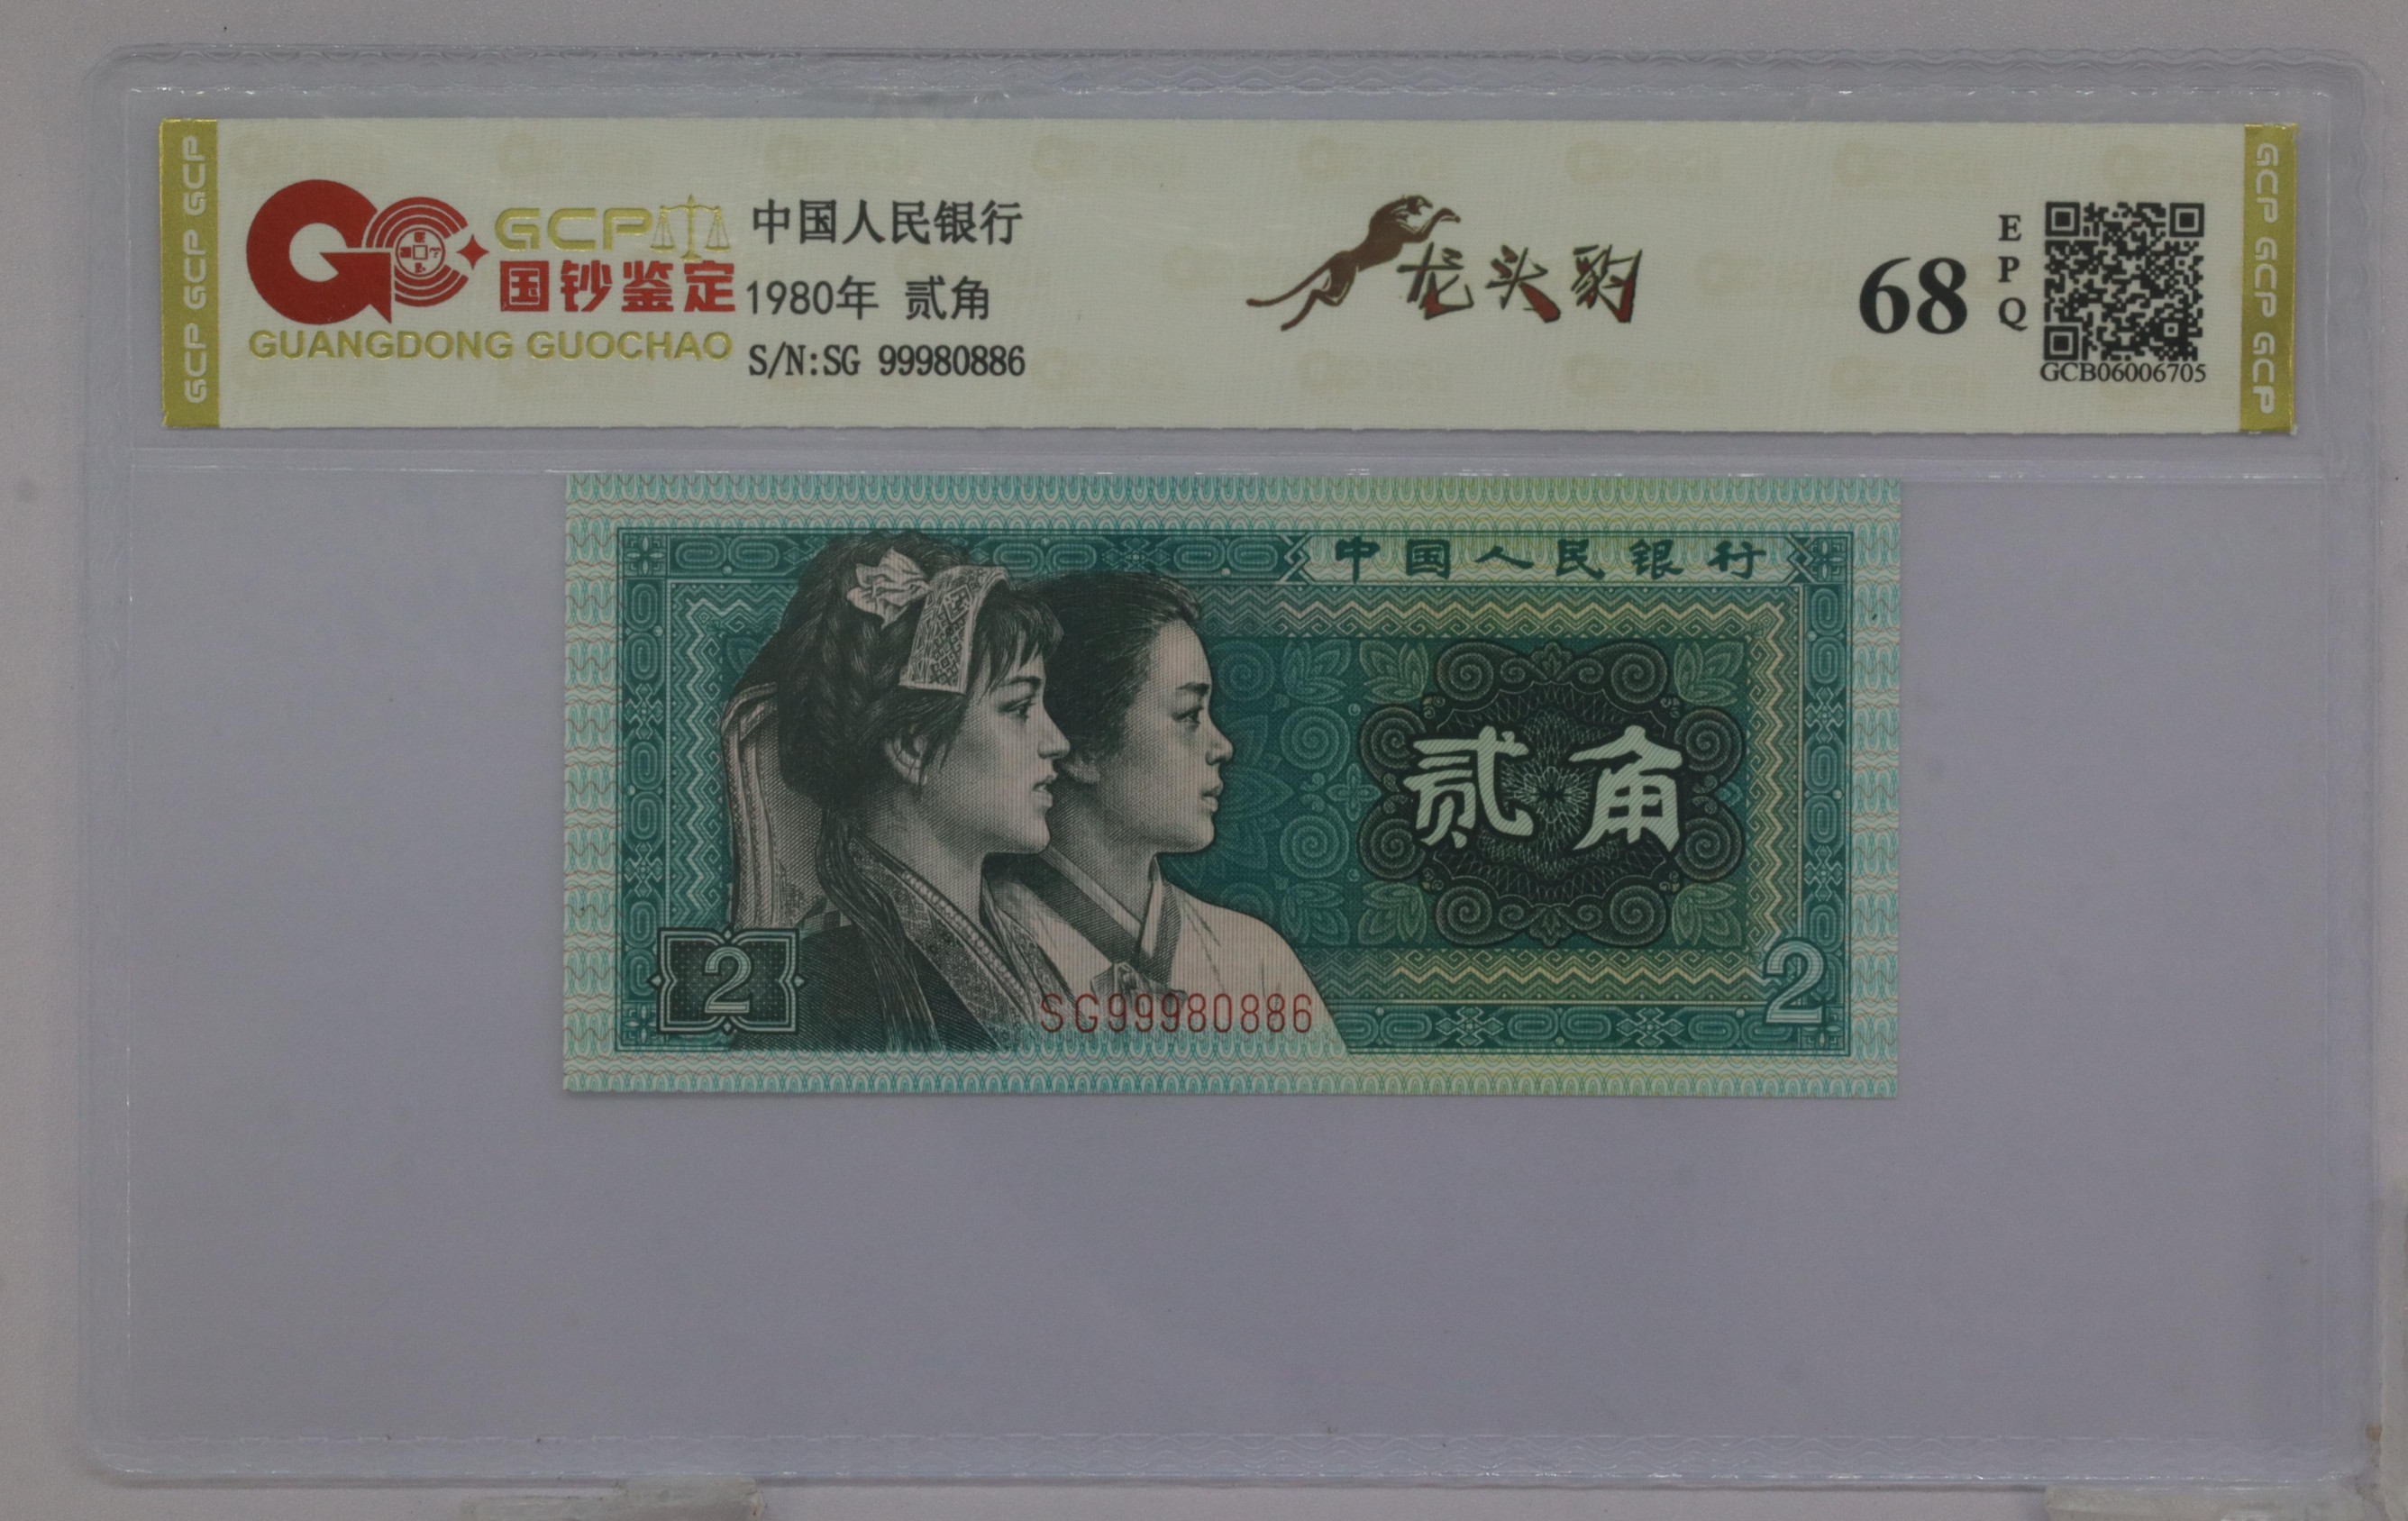 GCP GCP GCP
GCP
国钞鉴定
GUANGDONG GUOCHAO
中国人民银行
1980年 贰角
S/N:SG 99980886
龙头豹
68
EPQ
GCB06006705
GCP GCP GCP
中国人民银行
贰角
2
SG99980886
2